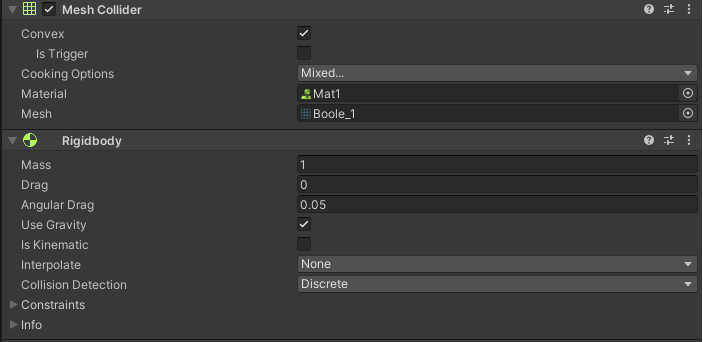 Mesh Collider
Convex
Is Trigger
Cooking Options Mixed...
Material Mat1
Mesh Boole_1
Rigidbody
Mass 1
Drag 0
Angular Drag 0.05
Use Gravity
Is Kinematic
Interpolate None
Collision Detection Discrete
Constraints
Info